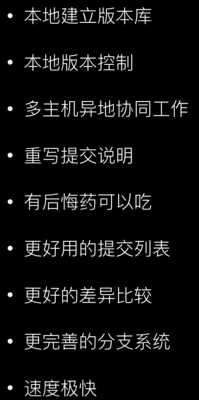 • 本地建立版本库
• 本地版本控制
• 多主机异地协同工作
• 重写提交说明
• 有后悔药可以吃
• 更好用的提交列表
• 更好的差异比较
• 更完善的分支系统
• 速度极快